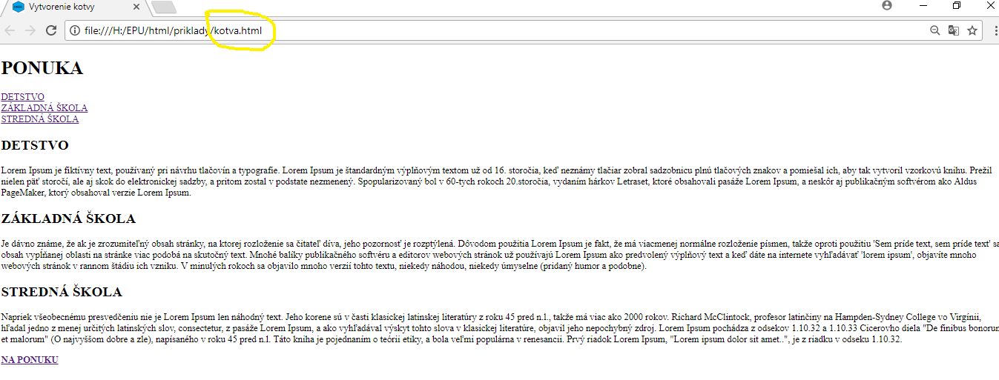 Vytvorenie kotvy
file:///H:/EPU/html/priklady/kotva.html
PONUKA
DETSTVO
ZÁKLADNÁ ŠKOLA
STREDNÁ ŠKOLA
DETSTVO
Lorem Ipsum je fiktívny text, používaný pri návrhu tlačovín a typografie. Lorem Ipsum je štandardným výplňovým textom už od 16. storočia, keď neznámy tlačiar zobral sadzobnicu plnú tlačových znakov a pomiešal ich, aby tak vytvoril vzorkovú knihu. Prežil
nielen päť storočí, ale aj skok do elektronickej sadzby, a pritom zostal v podstate nezmenený. Spopularizovaný bol v 60-tych rokoch 20.storočia, vydaním hárkov Letraset, ktoré obsahovali pasáže Lorem Ipsum, a neskôr aj publikačným softvérom ako Aldus
PageMaker, ktorý obsahoval verzie Lorem Ipsum.
ZÁKLADNÁ ŠKOLA
Je dávno známe, že ak je zrozumiteľný obsah stránky, na ktorej rozloženie sa čitateľ díva, jeho pozornosť je rozptýlená. Dôvodom použitia Lorem Ipsum je fakt, že má viacmenej normálne rozloženie písmen, takže oproti použitiu 'Sem príde text, sem príde text' sa
obsah vypĺňanej oblasti na stránke viac podobá na skutočný text. Mnohé balíky publikačného softvéru a editorov webových stránok už používajú Lorem Ipsum ako predvolený výplňový text a keď dáte na internete vyhľadávať 'lorem ipsum', objavíte mnoho
webových stránok v rannom štádiu ich vzniku. V minulých rokoch sa objavilo mnoho verzií tohto textu, niekedy náhodou, niekedy úmyselne (pridaný humor a podobne).
STREDNÁ ŠKOLA
Napriek všeobecnému presvedčeniu nie je Lorem Ipsum len náhodný text. Jeho korene sú v časti klasickej latinskej literatúry z roku 45 pred n.l., takže má viac ako 2000 rokov. Richard McClintock, profesor latinčiny na Hampden-Sydney College vo Virgínii,
hľadal jedno z menej určitých latinských slov, consectetur, z pasáže Lorem Ipsum, a ako vyhľadával výskyt tohto slova v klasickej literatúre, objavil jeho nepochybný zdroj. Lorem Ipsum pochádza z odsekov 1.10.32 a 1.10.33 Cicerovho diela "De finibus bonorum
et malorum" (O najvyššom dobre a zle), napísaného v roku 45 pred n.l. Táto kniha je pojednaním o teórii etiky, a bola veľmi populárna v renesancii. Prvý riadok Lorem Ipsum, "Lorem ipsum dolor sit amet..", je z riadku v odseku 1.10.32.
NA PONUKU